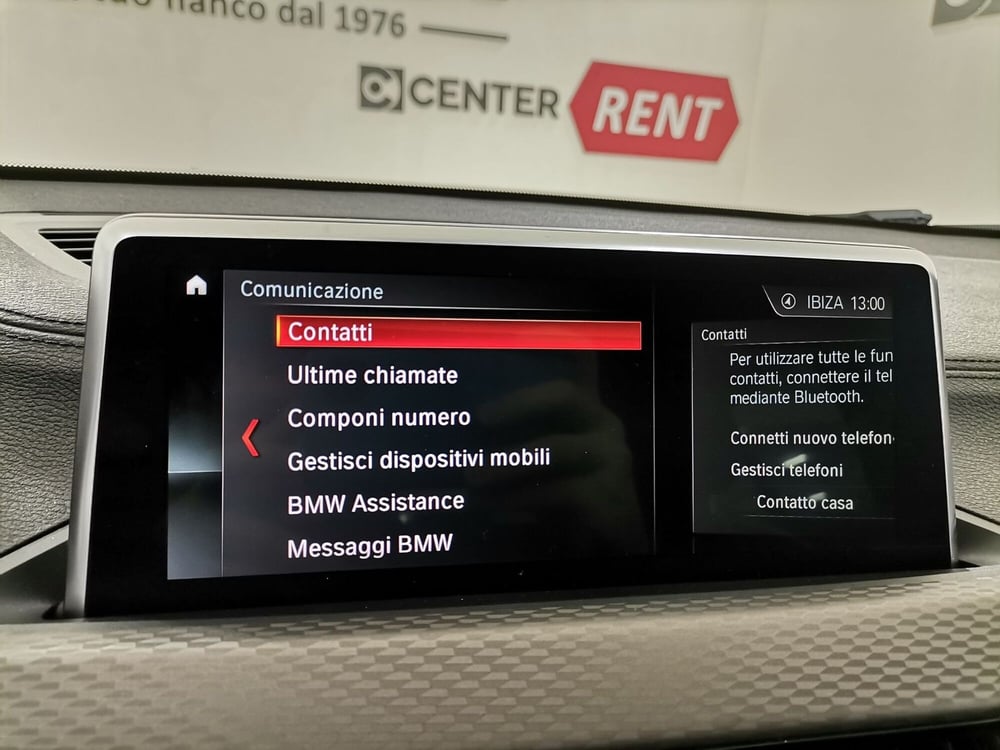 fianco dal 1976
CENTER RENT
Comunicazione
IBIZA 13:00
Contatti
Ultime chiamate
Componi numero
Gestisci dispositivi mobili
BMW Assistance
Messaggi BMW
Contatti
Per utilizzare tutte le fun
contatti, connettere il tel
mediante Bluetooth.
Connetti nuovo telefon
Gestisci telefoni
Contatto casa